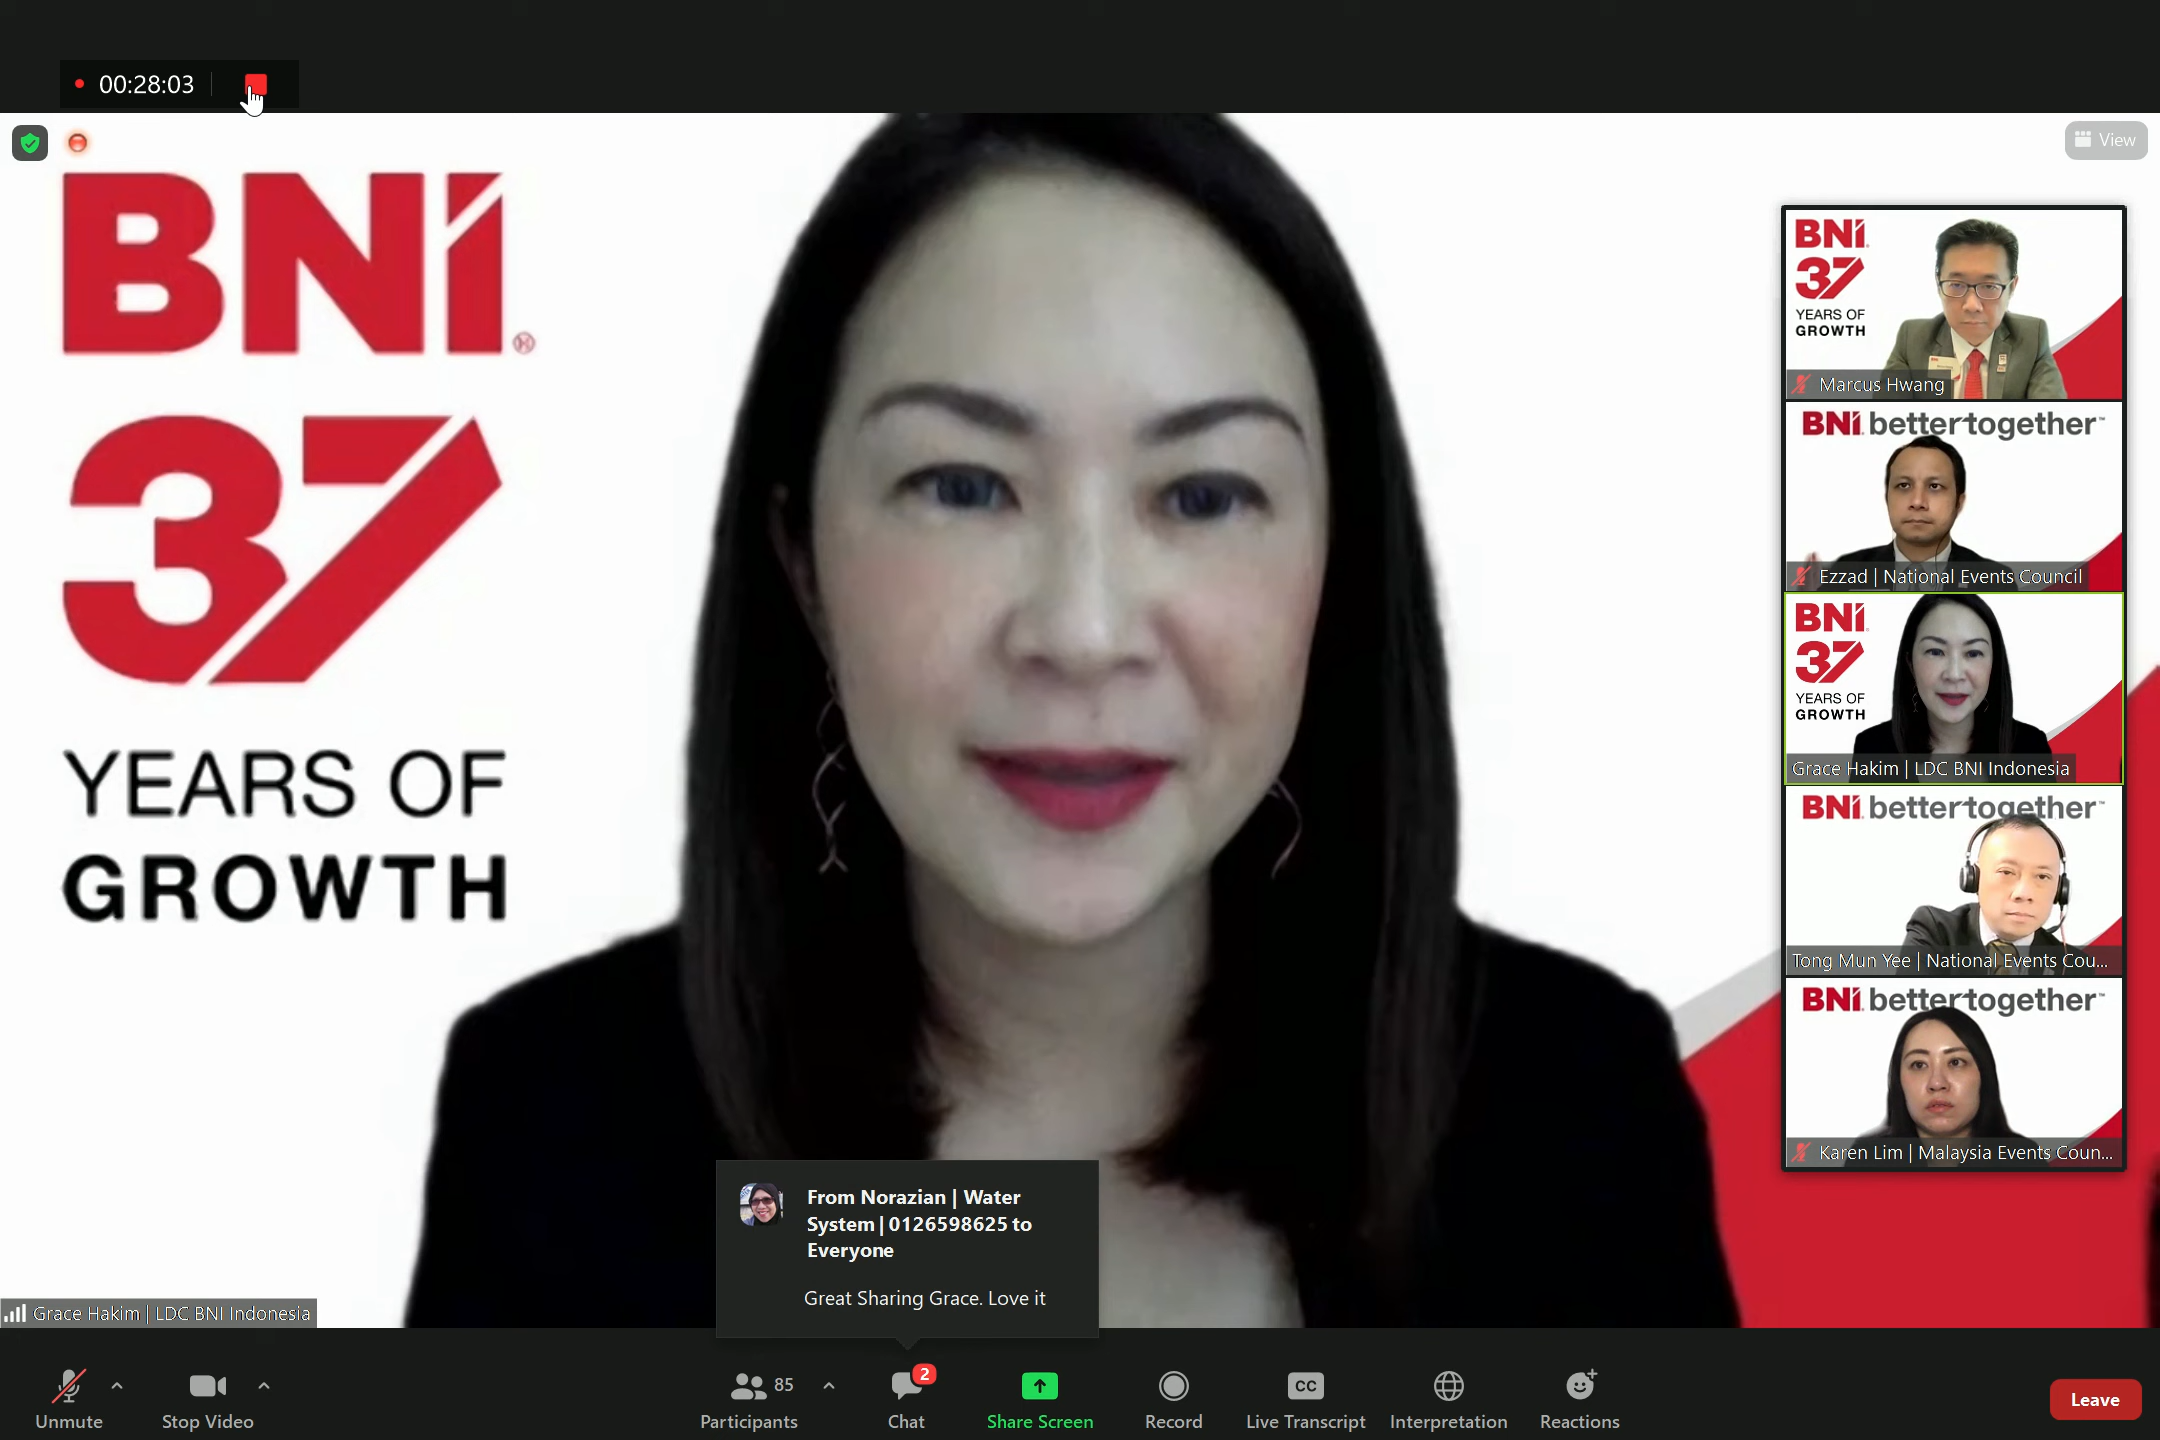 00:28:03
View
BNI®
37
YEARS OF
GROWTH
BNI.
37
YEARS OF
GROWTH
Marcus Hwang
BNI. bettertogether™
Ezzad | National Events Council
BNI.
37
YEARS OF
GROWTH
Grace Hakim | LDC BNI Indonesia
BNI. bettertogether™
Tong Mun Yee | National Events Cou...
BNI. bettertogether™
Karen Lim | Malaysia Events Coun...
From Norazian | Water
System | 0126598625 to
Everyone
Great Sharing Grace. Love it
Grace Hakim | LDC BNI Indonesia
Unmute
Stop Video
85
Participants
2
Chat
Share Screen
Record
CC
Live Transcript
Interpretation
Reactions
Leave